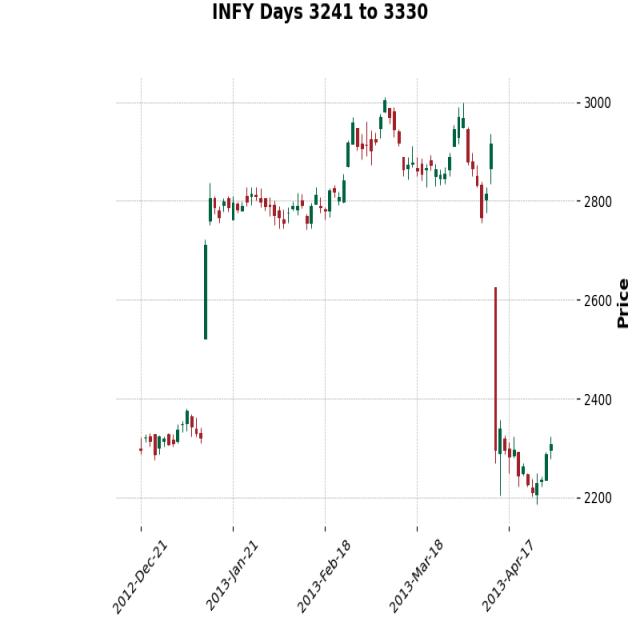 INFY Days 3241 to 3330
3000
2800
2600
2400
2200
Price
2012-Dec-21
2013-Jan-21
2013-Feb-18
2013-Mar-18
2013-Apr-17